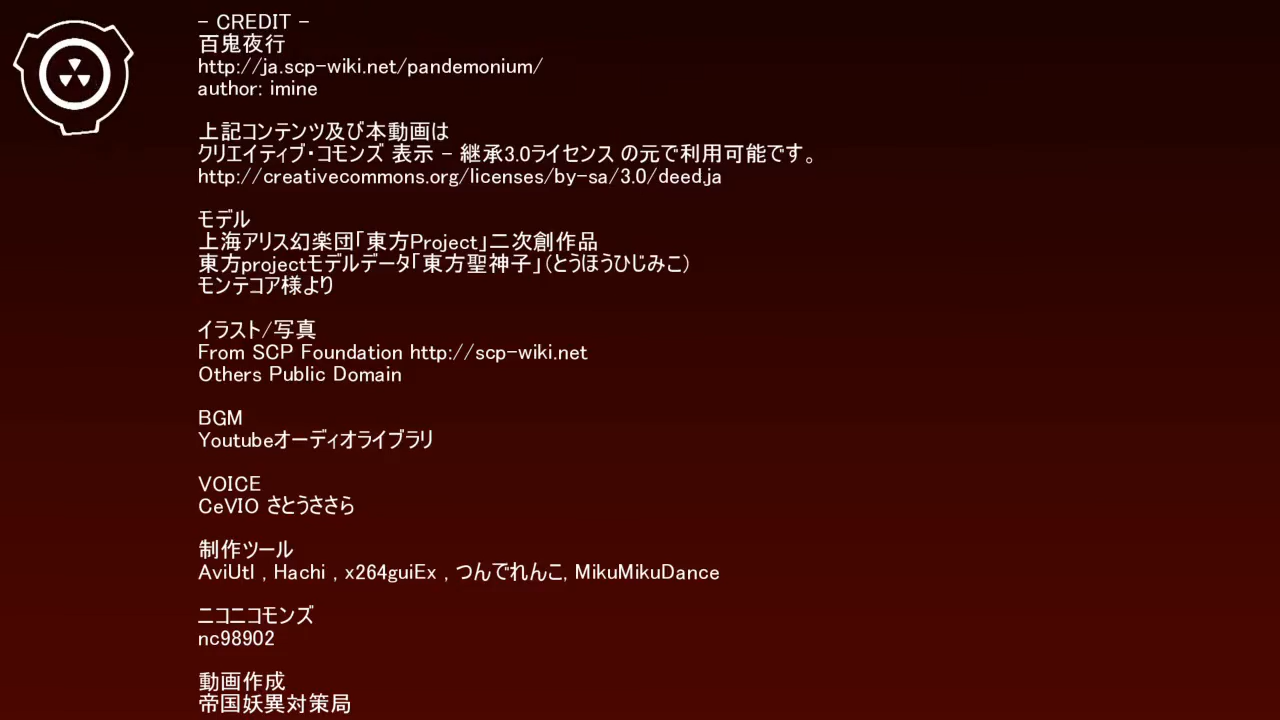 - CREDIT -
百鬼夜行
http://ja.scp-wiki.net/pandemonium/
author: imine
上記コンテンツ及び本動画は
クリエイティブ・コモンズ 表示 - 継承3.0ライセンス の元で利用可能です。
http://creativecommons.org/licenses/by-sa/3.0/deed.ja
モデル
上海アリス幻楽団「東方Project」二次創作品
東方projectモデルデータ「東方聖神子」(とうほうひじみこ)
モンテコア様より
イラスト/写真
From SCP Foundation http://scp-wiki.net
Others Public Domain
BGM
Youtubeオーディオライブラリ
VOICE
CeVIO さとうささら
制作ツール
AviUtl , Hachi , x264guiEx , つんでれんこ, MikuMikuDance
ニコニコモンズ
nc98902
動画作成
帝国妖異対策局